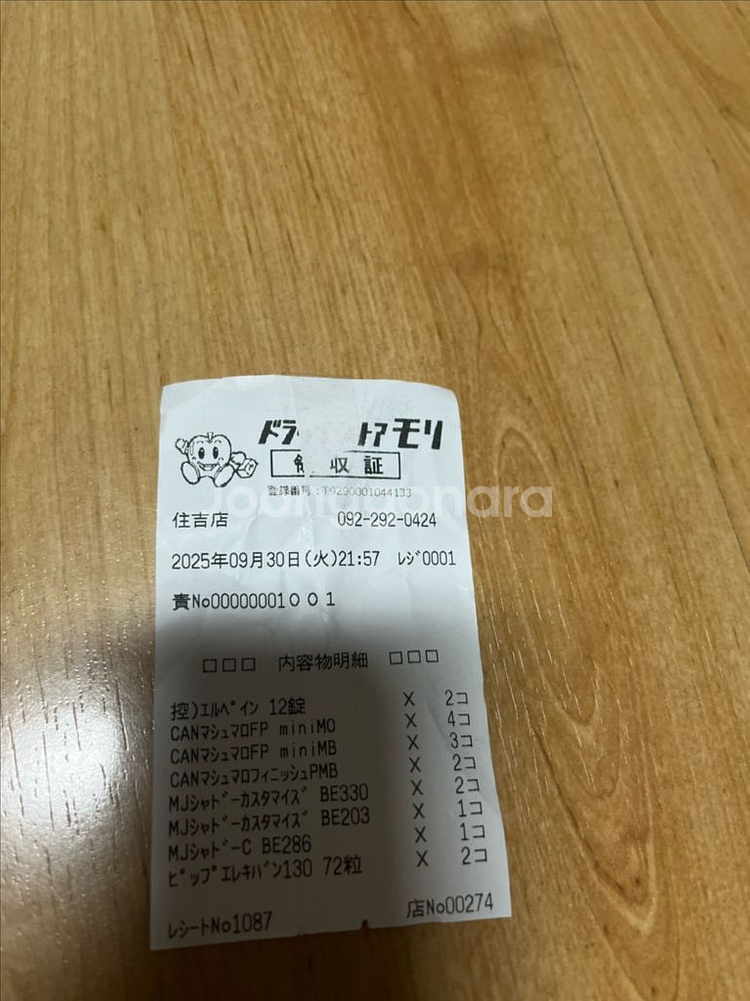 ドラ トアモリ
領収証
登録番号:T9290001044133
jounggonara
住吉店 092-292-0424
2025年09月30日(火)21:57 レジ0001
責No00000001001
□□□ 内容物明細 □□□
控)エルペイン 12錠 X 2コ
CANマシュマロFP miniMO X 4コ
CANマシュマロFP miniMB X 3コ
CANマシュマロフィニッシュPMB X 2コ
MJシャドーカスタマイズ BE330 X 2コ
MJシャドーカスタマイズ BE203 X 1コ
MJシャドーC BE286 X 1コ
ピップエレキバン130 72粒 X 2コ
レシートNo1087 店No00274